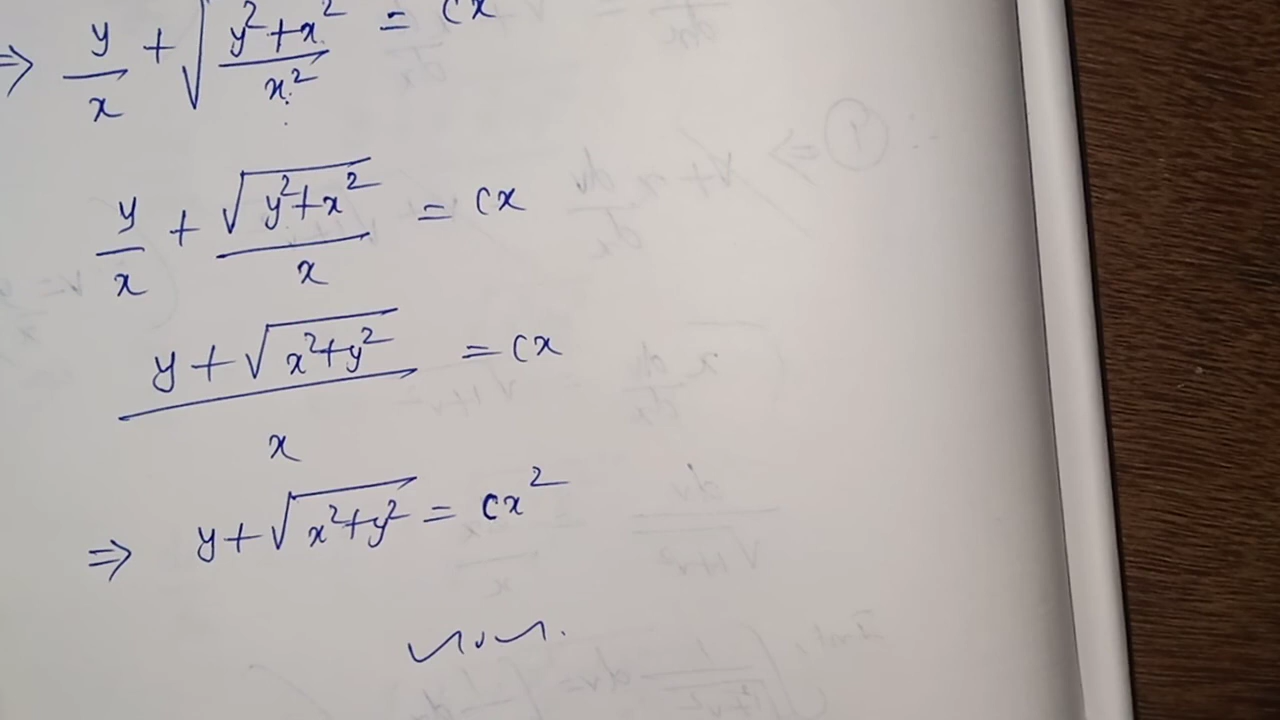 ⇒ y/x + √((y²+x²)/x²) = cx
y/x + √(y²+x²)/x = cx
(y+√(x²+y²))/x = cx
⇒ y+√(x²+y²) = cx²